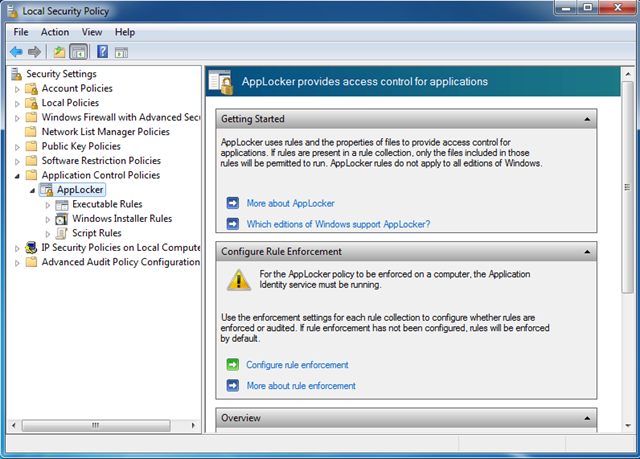 Local Security Policy
File Action View Help
Security Settings
Account Policies
Local Policies
Windows Firewall with Advanced Secu
Network List Manager Policies
Public Key Policies
Software Restriction Policies
Application Control Policies
AppLocker
Executable Rules
Windows Installer Rules
Script Rules
IP Security Policies on Local Compute
Advanced Audit Policy Configuration
AppLocker provides access control for applications
Getting Started
AppLocker uses rules and the properties of files to provide access control for
applications. If rules are present in a rule collection, only the files included in those
rules will be permitted to run. AppLocker rules do not apply to all editions of Windows.
More about AppLocker
Which editions of Windows support AppLocker?
Configure Rule Enforcement
For the AppLocker policy to be enforced on a computer, the Application
Identity service must be running.
Use the enforcement settings for each rule collection to configure whether rules are
enforced or audited. If rule enforcement has not been configured, rules will be enforced
by default.
Configure rule enforcement
More about rule enforcement
Overview